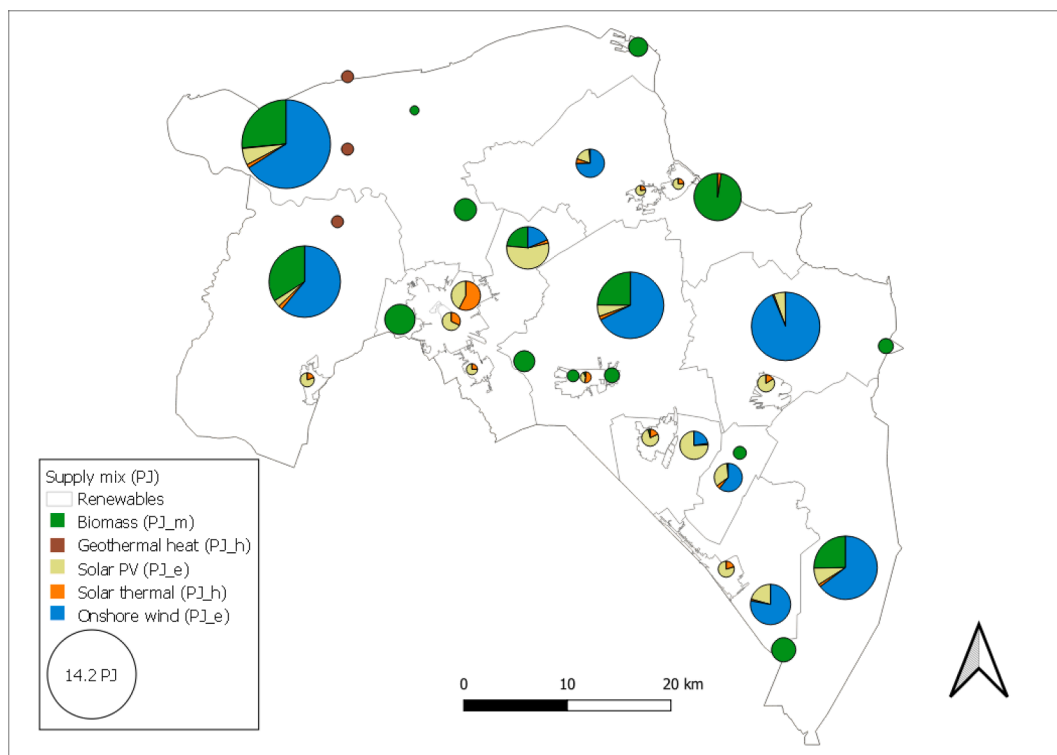 Supply mix (PJ)
Renewables
Biomass (PJ_m)
Geothermal heat (PJ_h)
Solar PV (PJ_e)
Solar thermal (PJ_h)
Onshore wind (PJ_e)
14.2 PJ
0 10 20 km